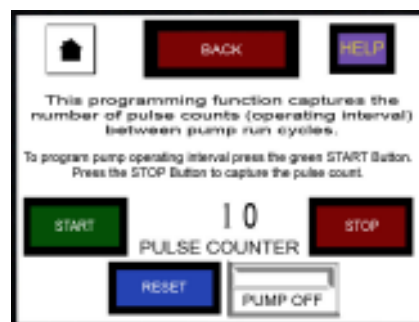 BACK
HELP
This programming function captures the
number of pulse counts (operating interval)
between pump run cycles.
To program pump operating interval press the green START Button.
Press the STOP Button to capture the pulse count.
START
10
STOP
PULSE COUNTER
RESET
PUMP OFF